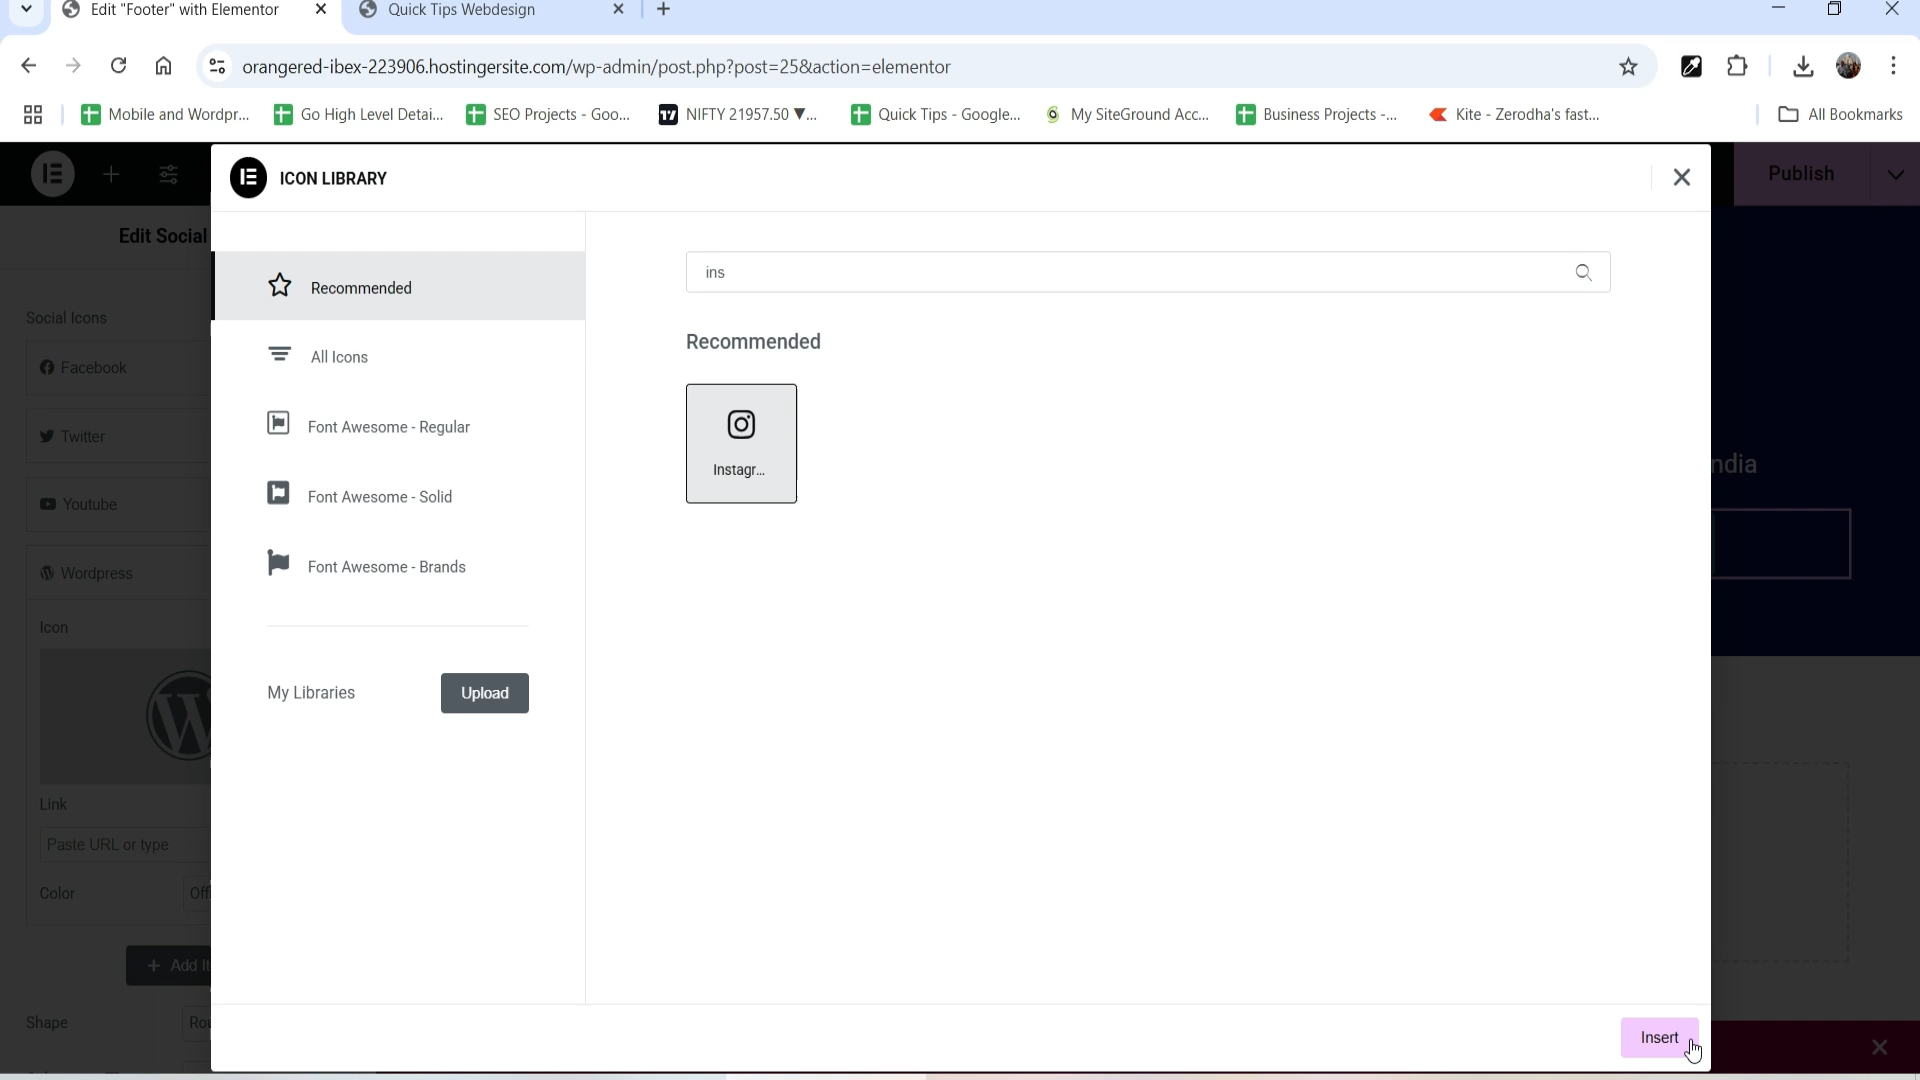 Edit "Footer" with Elementor
Quick Tips Webdesign
orangered-ibex-223906.hostingersite.com/wp-admin/post.php?post=25&action=elementor
Mobile and Wordpr...
Go High Level Detai...
SEO Projects - Goo...
NIFTY 21957.50 ▼...
Quick Tips - Google...
My SiteGround Acc...
Business Projects -...
Kite - Zerodha's fast...
All Bookmarks
ICON LIBRARY
Publish
Edit Social
Recommended
ins
Social Icons
Recommended
All Icons
Facebook
Font Awesome - Regular
Twitter
Instagr...
ndia
Font Awesome - Solid
Youtube
Font Awesome - Brands
Wordpress
Icon
My Libraries
Upload
Link
Paste URL or type
Color
Offi
+ Add It
Shape
Rou
Insert